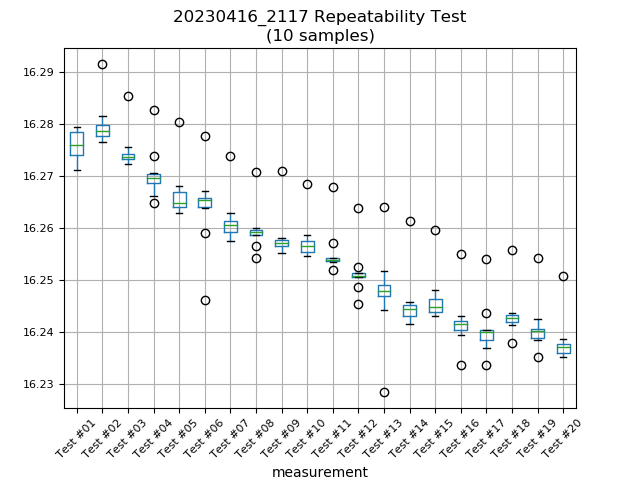 20230416_2117 Repeatability Test
(10 samples)
16.29
16.28
16.27
16.26
16.25
16.24
16.23
Test #01
Test #02
Test #03
Test #04
Test #05
Test #06
Test #07
Test #08
Test #09
Test #10
Test #11
Test #12
Test #13
Test #14
Test #15
Test #16
Test #17
Test #18
Test #19
Test #20
measurement